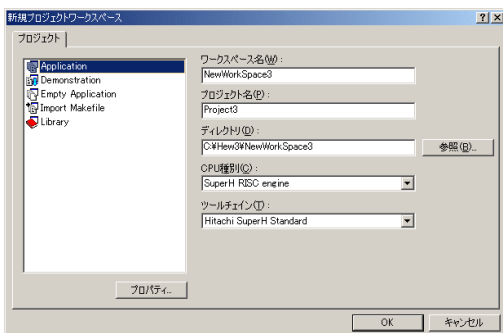 新規プロジェクトワークスペース
プロジェクト
Application
Demonstration
Empty Application
Import Makefile
Library
プロパティ...
ワークスペース名(W) :
NewWorkSpace3
プロジェクト名(P) :
Project3
ディレクトリ(D) :
C:¥Hew3¥NewWorkSpace3
参照(B)...
CPU種別(C) :
SuperH RISC engine
ツールチェイン(T) :
Hitachi SuperH Standard
OK
キャンセル